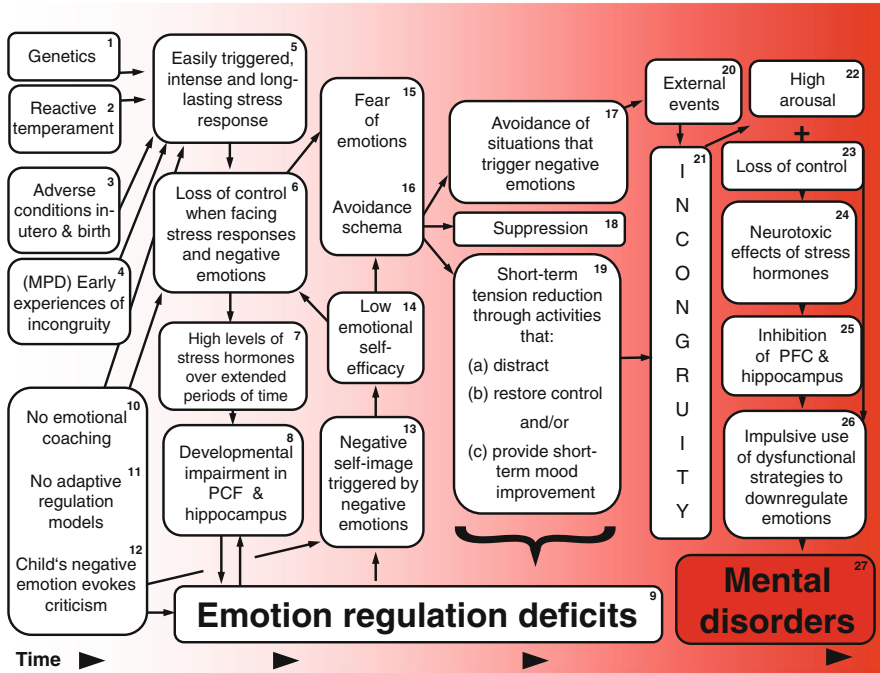 1
Genetics
2
Reactive
temperament
3
Adverse
conditions in-
utero & birth
4
(MPD) Early
experiences of
incongruity
5
Easily triggered,
intense and long-
lasting stress
response
6
Loss of control
when facing
stress responses
and negative
emotions
7
High levels of
stress hormones
over extended
periods of time
8
Developmental
impairment in
PCF &
hippocampus
Emotion regulation deficits 9
No emotional 10
coaching
11
No adaptive
regulation
models
12
Child's negative
emotion evokes
criticism
13
Negative
self-image
triggered by
negative
emotions
14
Low
emotional
self-
efficacy
15
Fear
of
emotions
16
Avoidance
schema
17
Avoidance of
situations that
trigger negative
emotions
Suppression 18
19
Short-term
tension reduction
through activities
that:
(a) distract
(b) restore control
and/or
(c) provide short-
term mood
improvement
20
External
events
21
I
N
C
O
N
G
R
U
I
T
Y
22
High
arousal
+
23
Loss of control
24
Neurotoxic
effects of stress
hormones
25
Inhibition
of PFC &
hippocampus
26
Impulsive use
of dysfunctional
strategies to
downregulate
emotions
27
Mental
disorders
Time